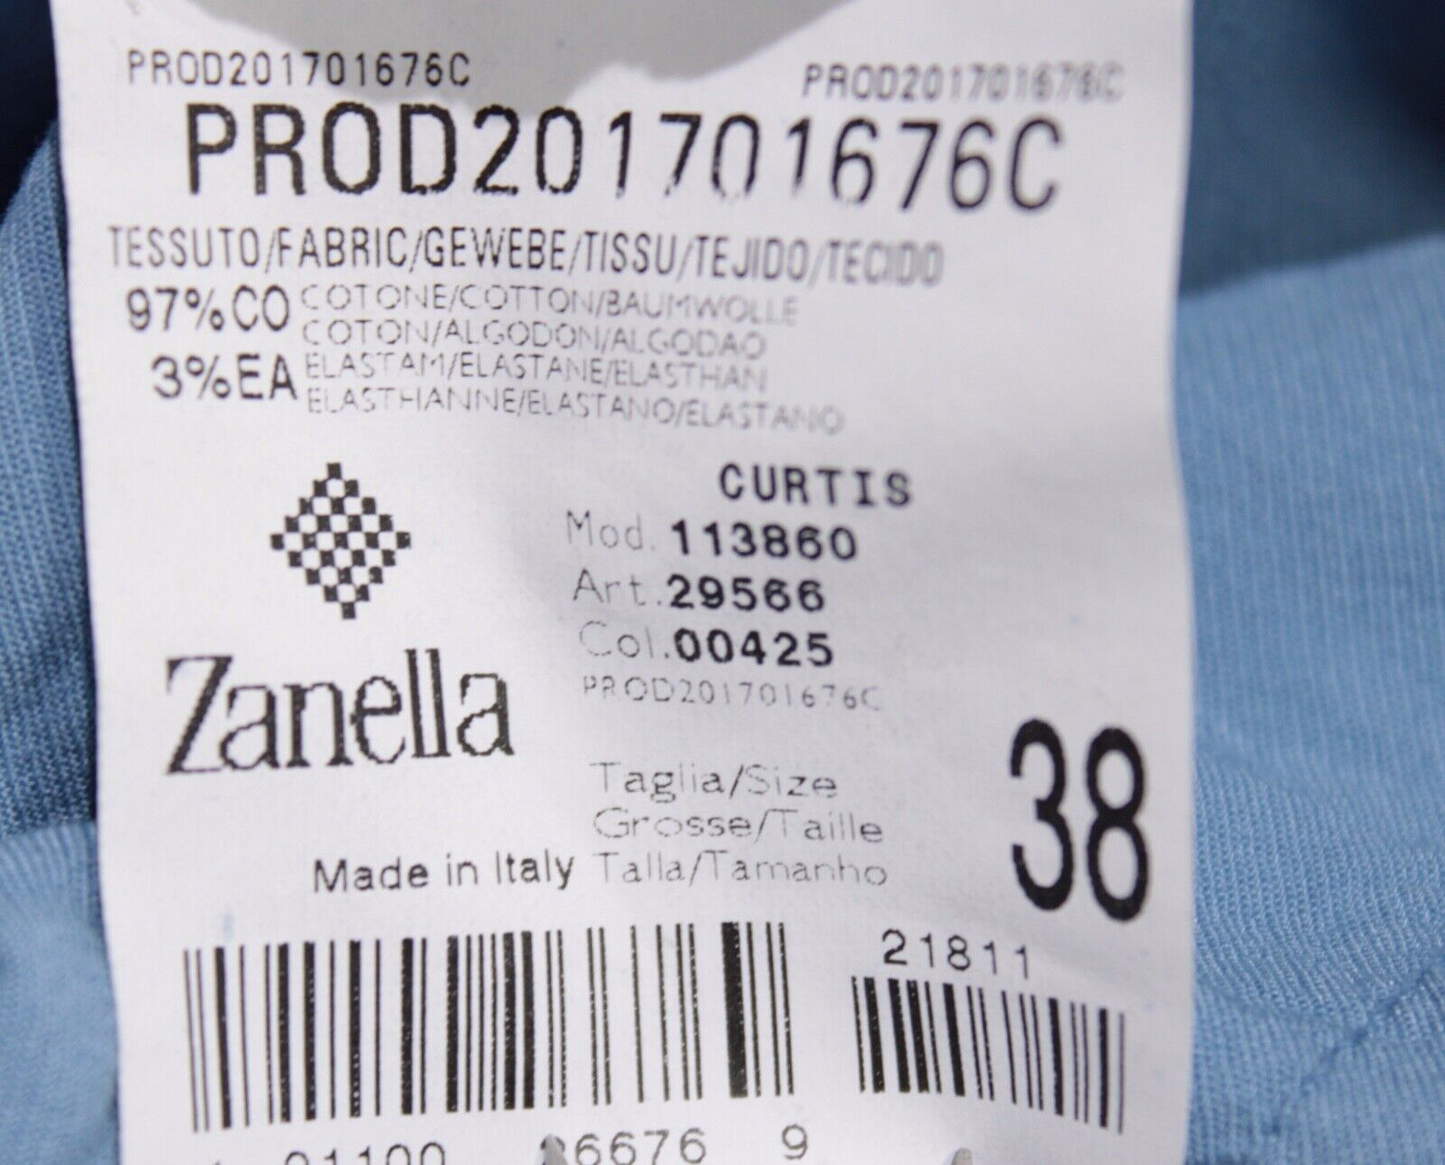 PROD201701676C
PROD201701676C
PROD201701676C
TESSUTO/FABRIC/GEWEBE/TISSU/TEJIDO/TECIDO
97%CO COTONE/COTTON/BAUMWOLLE
COTON/ALGODON/ALGODAO
3%EA ELASTAM/ELASTANE/ELASTHAN
ELASTHANNE/ELASTANO/ELASTANO
CURTIS
Mod. 113860
Art. 29566
Col. 00425
PROD201701676C
Zanella
Taglia/Size
Grosse/Taille
Talla/Tamanho
38
Made in Italy
21811
01100 6676 9